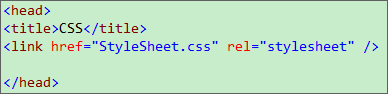 <head>
<title>CSS</title>
<link href="StyleSheet.css" rel="stylesheet" />
</head>